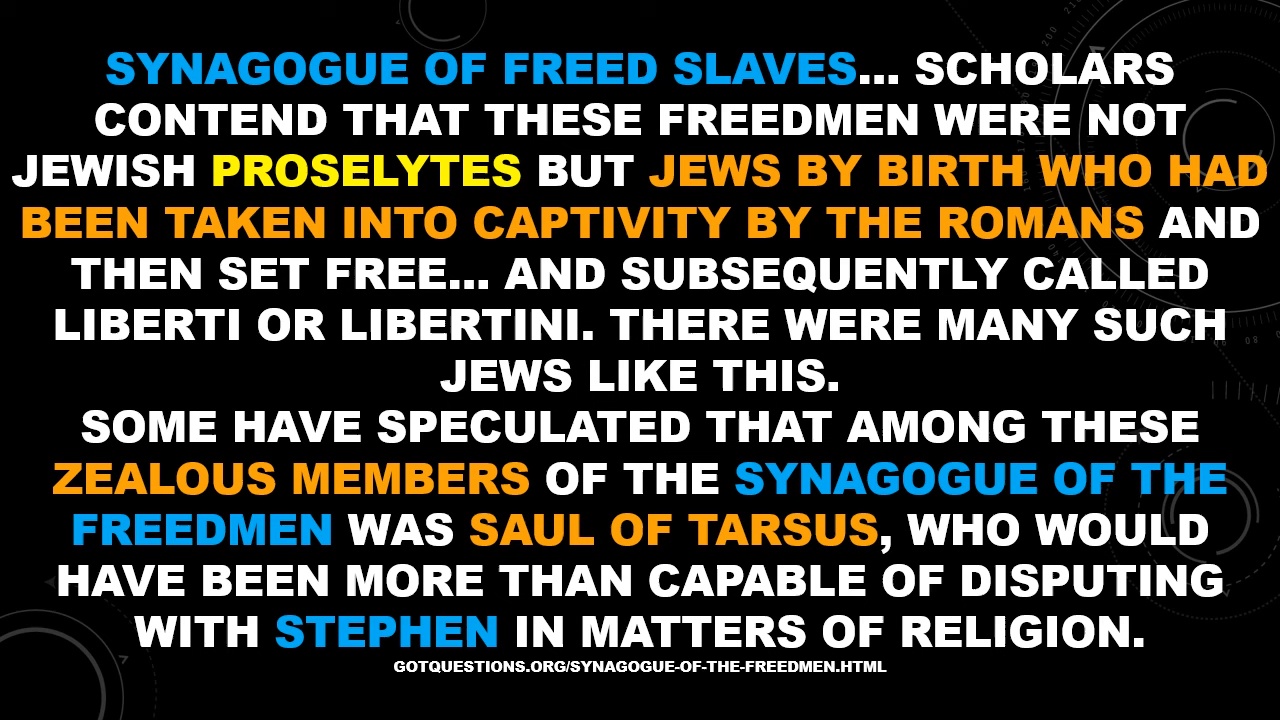 SYNAGOGUE OF FREED SLAVES... SCHOLARS
CONTEND THAT THESE FREEDMEN WERE NOT
JEWISH PROSELYTES BUT JEWS BY BIRTH WHO HAD
BEEN TAKEN INTO CAPTIVITY BY THE ROMANS AND
THEN SET FREE... AND SUBSEQUENTLY CALLED
LIBERTI OR LIBERTINI. THERE WERE MANY SUCH
JEWS LIKE THIS.
SOME HAVE SPECULATED THAT AMONG THESE
ZEALOUS MEMBERS OF THE SYNAGOGUE OF THE
FREEDMEN WAS SAUL OF TARSUS, WHO WOULD
HAVE BEEN MORE THAN CAPABLE OF DISPUTING
WITH STEPHEN IN MATTERS OF RELIGION.
GOTQUESTIONS.ORG/SYNAGOGUE-OF-THE-FREEDMEN.HTML